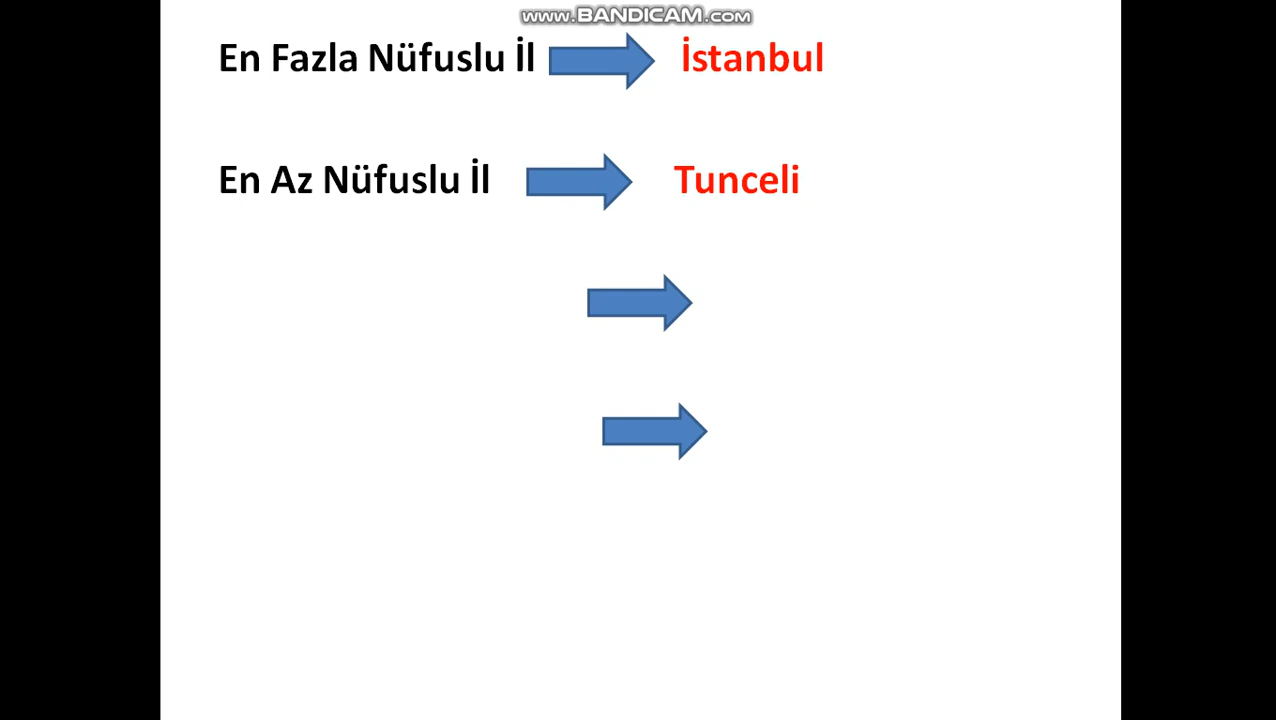 www.BANDICAM.com
En Fazla Nüfuslu İl İstanbul
En Az Nüfuslu İl Tunceli